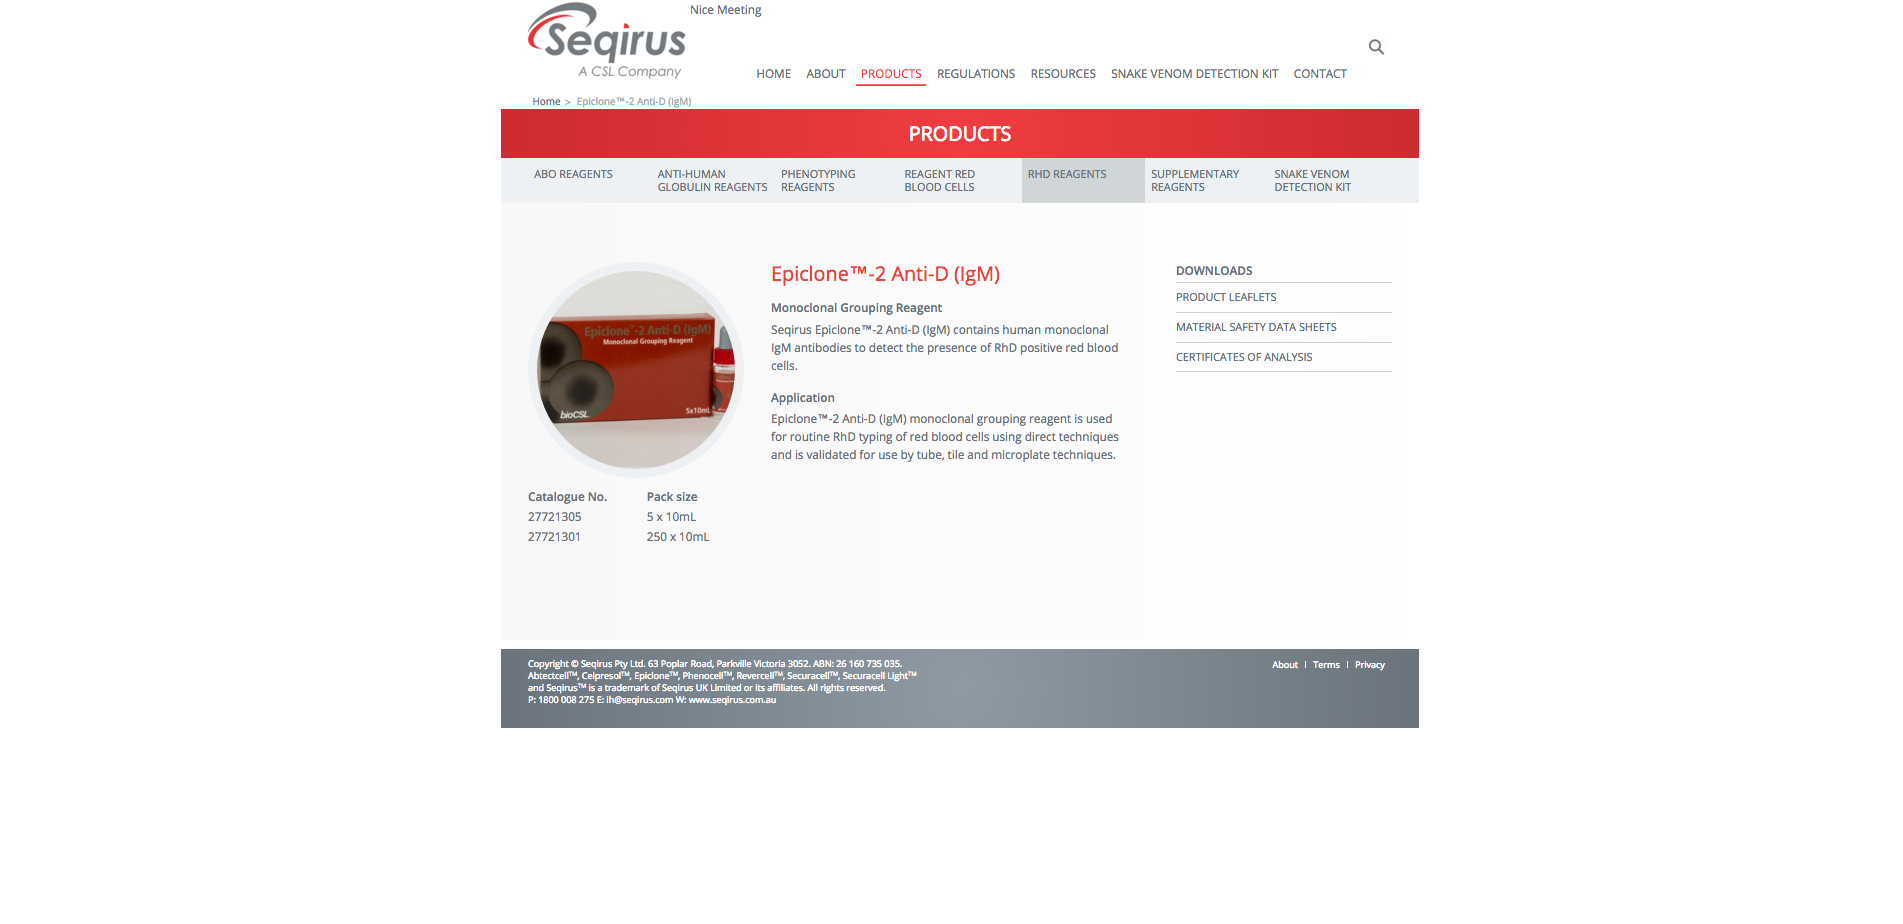 Seqirus
A CSL Company
Nice Meeting
HOME ABOUT PRODUCTS REGULATIONS RESOURCES SNAKE VENOM DETECTION KIT CONTACT
Home > Epiclone™-2 Anti-D (IgM)
PRODUCTS
ABO REAGENTS
ANTI-HUMAN
GLOBULIN REAGENTS
PHENOTYPING
REAGENTS
REAGENT RED
BLOOD CELLS
RHD REAGENTS
SUPPLEMENTARY
REAGENTS
SNAKE VENOM
DETECTION KIT
Epiclone™-2 Anti-D (IgM)
Monoclonal Grouping Reagent
bioCSL
5x10mL
Catalogue No. Pack size
27721305 5 x 10mL
27721301 250 x 10mL
Epiclone™-2 Anti-D (IgM)
Monoclonal Grouping Reagent
Seqirus Epiclone™-2 Anti-D (IgM) contains human monoclonal
IgM antibodies to detect the presence of RhD positive red blood
cells.
Application
Epiclone™-2 Anti-D (IgM) monoclonal grouping reagent is used
for routine RhD typing of red blood cells using direct techniques
and is validated for use by tube, tile and microplate techniques.
DOWNLOADS
PRODUCT LEAFLETS
MATERIAL SAFETY DATA SHEETS
CERTIFICATES OF ANALYSIS
Copyright © Seqirus Pty Ltd. 63 Poplar Road, Parkville Victoria 3052. ABN: 26 160 735 035.
Abtectcell™, Celpresol™, Epiclone™, Phenocell™, Revercell™, Securacell™, Securacell Light™
and Seqirus™ is a trademark of Seqirus UK Limited or its affiliates. All rights reserved.
P: 1800 008 275 E: ih@seqirus.com W: www.seqirus.com.au
About | Terms | Privacy